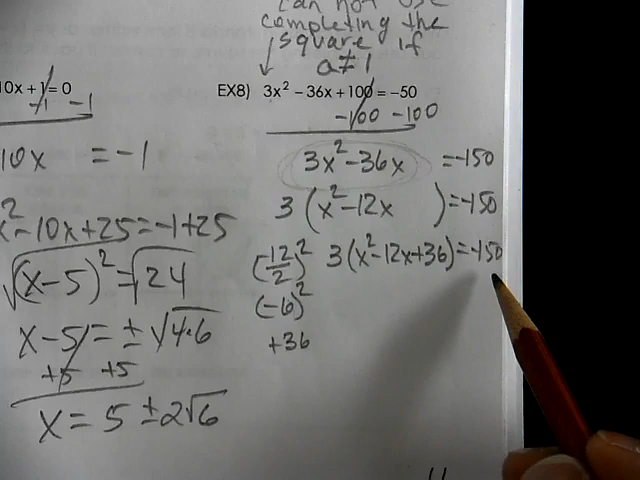 can not use
completing the
square if
a≠1
10x + 1 = 0
-1 -1
10x = -1
x² - 10x + 25 = -1 + 25
√(x-5)² = √24
x - 5 = ± √4·6
+5 +5
x = 5 ± 2√6
EX8) 3x² - 36x + 100 = -50
-100 -100
3x² - 36x = -150
3(x² - 12x ) = -150
(-12/2)² 3(x² - 12x + 36) = -150
(-6)²
+36